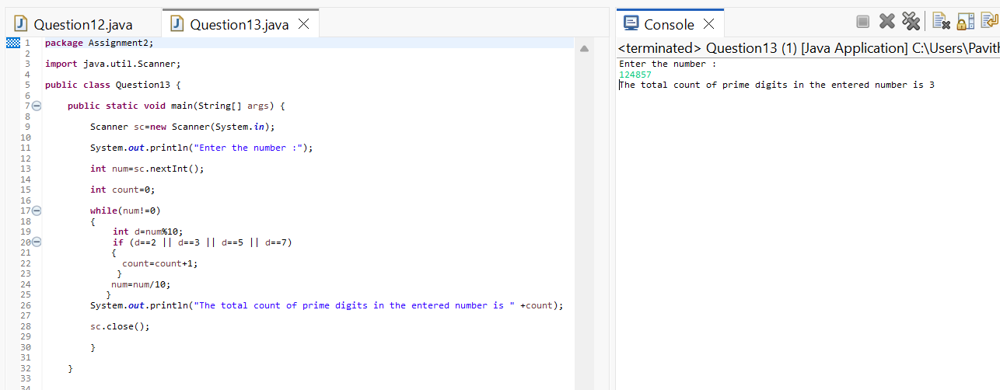 Question12.java
Question13.java
1 package Assignment2;
2
3 import java.util.Scanner;
4
5 public class Question13 {
6
7 public static void main(String[] args) {
8
9 Scanner sc=new Scanner(System.in);
10
11 System.out.println("Enter the number :");
12
13 int num=sc.nextInt();
14
15 int count=0;
16
17 while(num!=0)
18 {
19 int d=num%10;
20 if (d==2 || d==3 || d==5 || d==7)
21 {
22 count=count+1;
23 }
24 num=num/10;
25 }
26 System.out.println("The total count of prime digits in the entered number is " +count);
27
28 sc.close();
29
30 }
31
32 }
33
34
Console
<terminated> Question13 (1) [Java Application] C:\Users\Pavith
Enter the number :
124857
The total count of prime digits in the entered number is 3